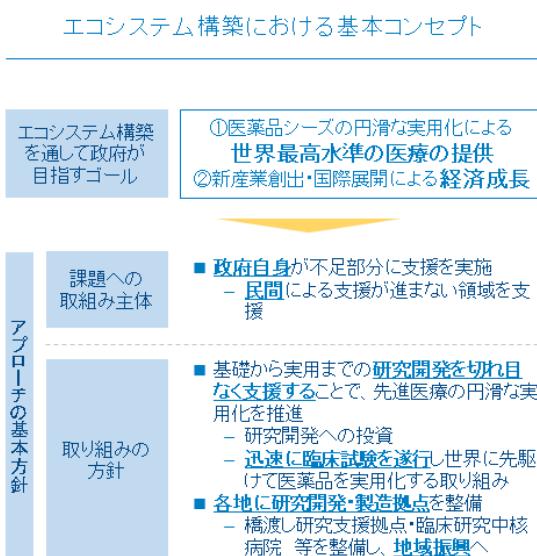 エコシステム構築における基本コンセプト
エコシステム構築
を通して政府が
目指すゴール
①医薬品シーズの円滑な実用化による
世界最高水準の医療の提供
②新産業創出・国際展開による経済成長
アプローチの基本方針
課題への
取組み主体
■ 政府自身が不足部分に支援を実施
– 民間による支援が進まない領域を支
援
取り組みの
方針
■ 基礎から実用までの研究開発を切れ目
なく支援することで、先進医療の円滑な実
用化を推進
– 研究開発への投資
– 迅速に臨床試験を遂行し世界に先駆
けて医薬品を実用化する取り組み
■ 各地に研究開発・製造拠点を整備
– 橋渡し研究支援拠点・臨床研究中核
病院 等を整備し、地域振興へ